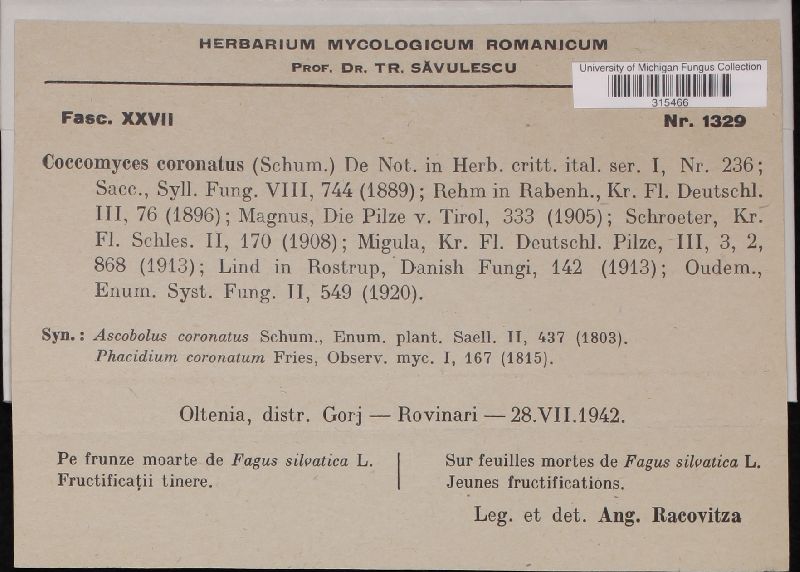 HERBARIUM MYCOLOGICUM ROMANICUM
PROF. DR. TR. SĂVULESCU
University of Michigan Fungus Collection
315466
Fasc. XXVII
Nr. 1329
Coccomyces coronatus (Schum.) De Not. in Herb. critt. ital. ser. I, Nr. 236;
Sacc., Syll. Fung. VIII, 744 (1889); Rehm in Rabenh., Kr. Fl. Deutschl.
III, 76 (1896); Magnus, Die Pilze v. Tirol, 333 (1905); Schroeter, Kr.
Fl. Schles. II, 170 (1908); Migula, Kr. Fl. Deutschl. Pilze, III, 3, 2,
868 (1913); Lind in Rostrup, Danish Fungi, 142 (1913); Oudem.,
Enum. Syst. Fung. II, 549 (1920).
Syn.: Ascobolus coronatus Schum., Enum. plant. Saell. II, 437 (1803).
Phacidium coronatum Fries, Observ. myc. I, 167 (1815).
Oltenia, distr. Gorj — Rovinari — 28.VII.1942.
Pe frunze moarte de Fagus silvatica L.
Fructificații tinere.
Sur feuilles mortes de Fagus silvatica L.
Jeunes fructifications.
Leg. et det. Ang. Racovitza